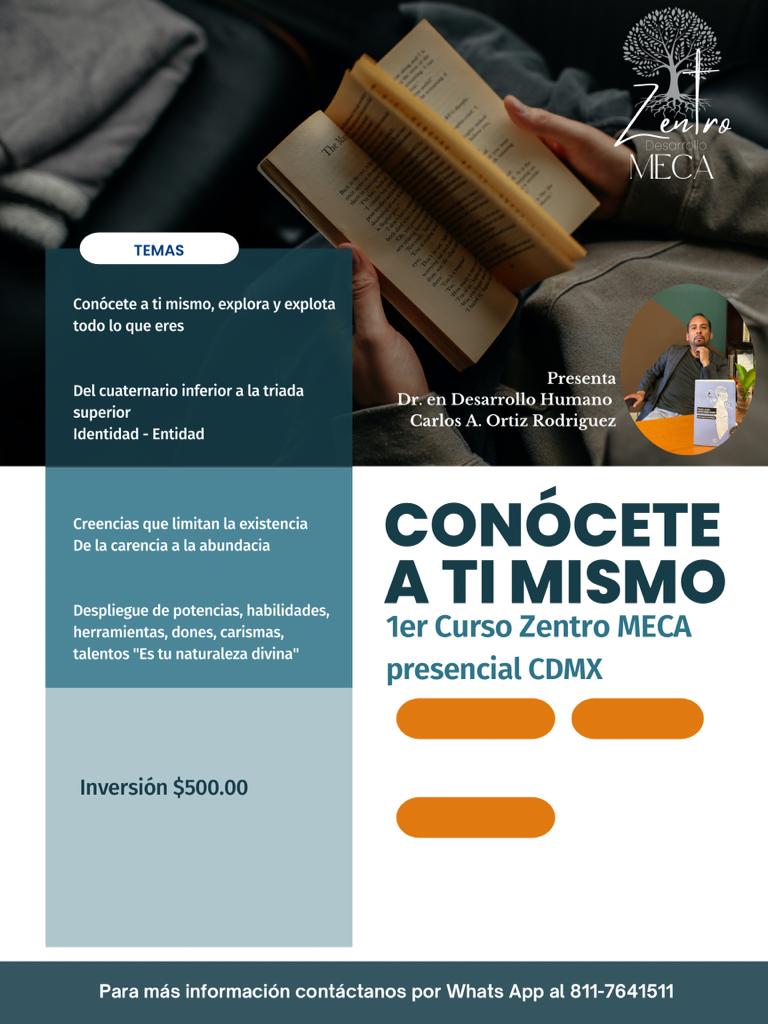 Zentro
Desarrollo
MECA
TEMAS
Conócete a ti mismo, explora y explota
todo lo que eres
Del cuaternario inferior a la triada
superior
Identidad - Entidad
Presenta
Dr. en Desarrollo Humano
Carlos A. Ortiz Rodriguez
Creencias que limitan la existencia
De la carencia a la abundacia
Despliegue de potencias, habilidades,
herramientas, dones, carismas,
talentos "Es tu naturaleza divina"
CONÓCETE
A TI MISMO
1er Curso Zentro MECA
presencial CDMX
Inversión $500.00
Para más información contáctanos por Whats App al 811-7641511